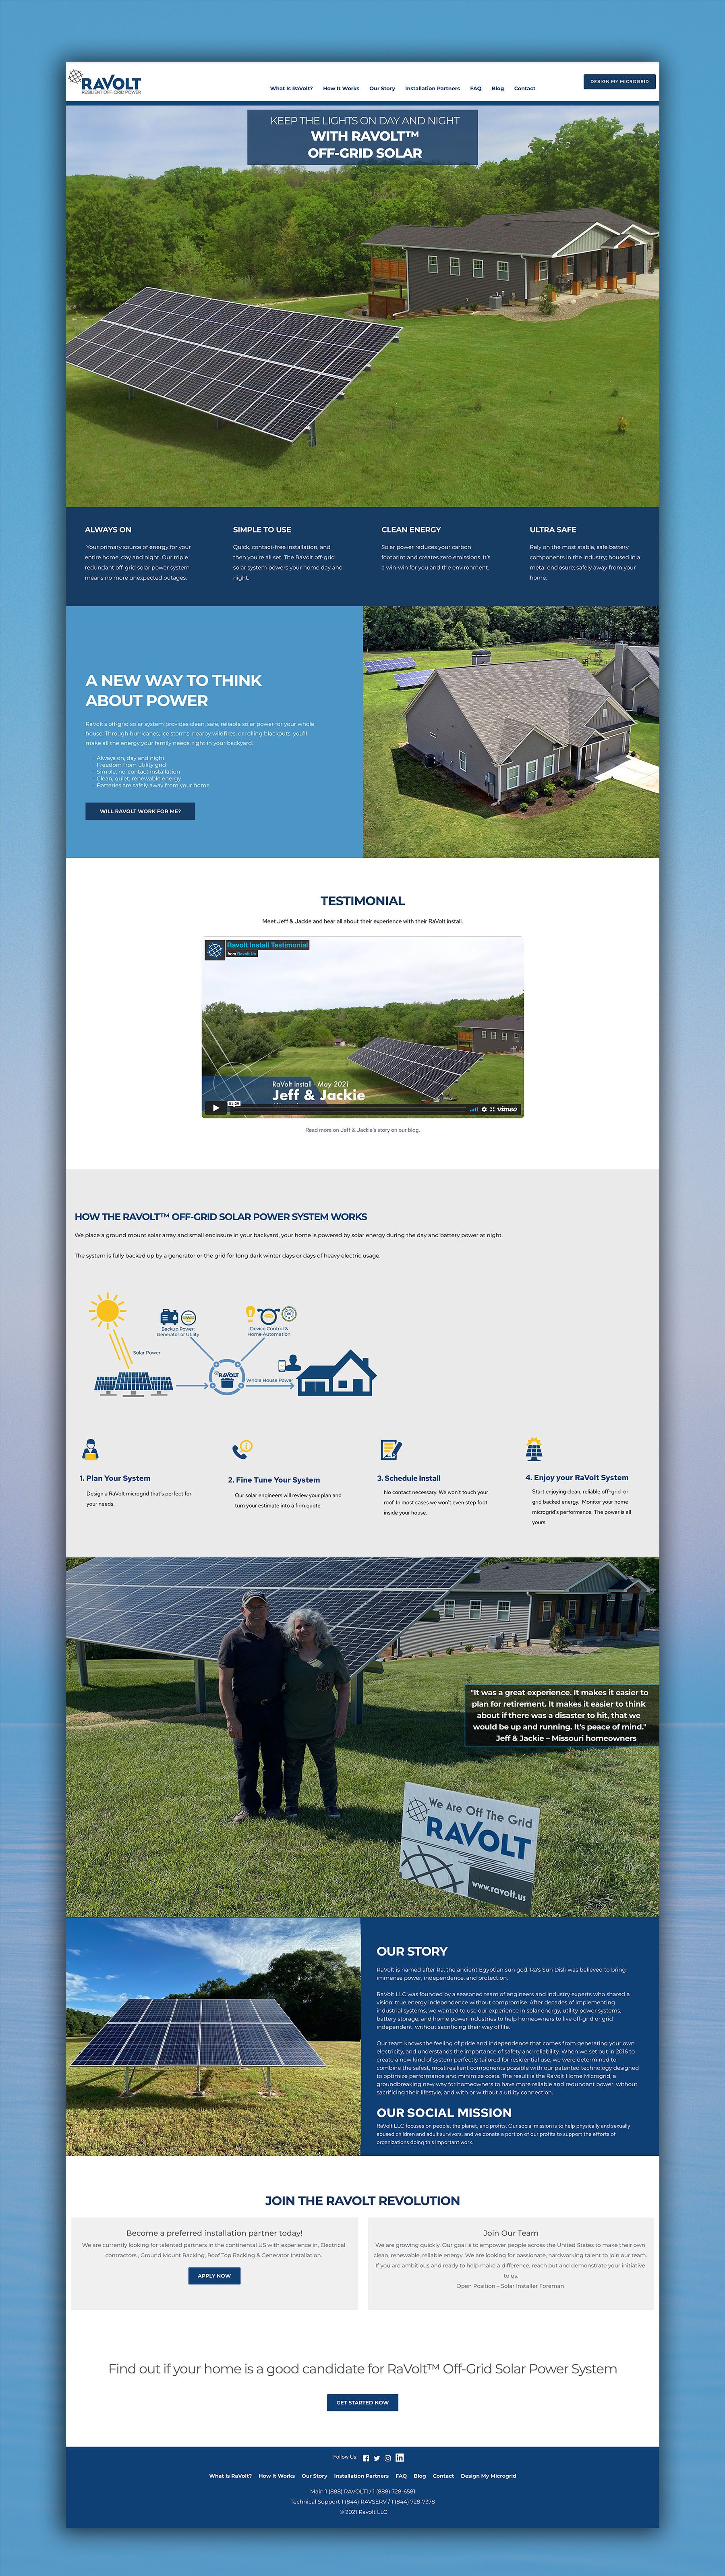 RAVOLT
RESILIENT OFF-GRID POWER
What Is RaVolt? How It Works Our Story Installation Partners FAQ Blog Contact
DESIGN MY MICROGRID
KEEP THE LIGHTS ON DAY AND NIGHT
WITH RAVOLT™
OFF-GRID SOLAR
ALWAYS ON
Your primary source of energy for your
entire home, day and night. Our triple
redundant off-grid solar power system
means no more unexpected outages.
SIMPLE TO USE
Quick, contact-free installation, and
then you're all set. The RaVolt off-grid
solar system powers your home day and
night.
CLEAN ENERGY
Solar power reduces your carbon
footprint and creates zero emissions. It's
a win-win for you and the environment.
ULTRA SAFE
Rely on the most stable, safe battery
components in the industry; housed in a
metal enclosure; safely away from your
home.
A NEW WAY TO THINK
ABOUT POWER
RaVolt's off-grid solar system provides clean, safe, reliable solar power for your whole
house. Through hurricanes, ice storms, nearby wildfires, or rolling blackouts, you'll
make all the energy your family needs, right in your backyard.
Always on, day and night
Freedom from utility grid
Simple, no-contact installation
Clean, quiet, renewable energy
Batteries are safely away from your home
WILL RAVOLT WORK FOR ME?
TESTIMONIAL
Meet Jeff & Jackie and hear all about their experience with their RaVolt install.
Ravolt Install Testimonial
from Ravolt Us
RaVolt Install - May 2021
Jeff & Jackie
vimeo
Read more on Jeff & Jackie's story on our blog.
HOW THE RAVOLT™ OFF-GRID SOLAR POWER SYSTEM WORKS
We place a ground mount solar array and small enclosure in your backyard, your home is powered by solar energy during the day and battery power at night.
The system is fully backed up by a generator or the grid for long dark winter days or days of heavy electric usage.
Backup Power:
Generator or Utility
Device Control &
Home Automation
Solar Power
RAVOLT
Whole House Power
1. Plan Your System
Design a RaVolt microgrid that's perfect for
your needs.
2. Fine Tune Your System
Our solar engineers will review your plan and
turn your estimate into a firm quote.
3. Schedule Install
No contact necessary. We won't touch your
roof. In most cases we won't even step foot
inside your house.
4. Enjoy your RaVolt System
Start enjoying clean, reliable off-grid or
grid backed energy. Monitor your home
microgrid's performance. The power is all
yours.
"It was a great experience. It makes it easier to
plan for retirement. It makes it easier to think
about if there was a disaster to hit, that we
would be up and running. It's peace of mind."
Jeff & Jackie – Missouri homeowners
We Are Off The Grid
RAVOLT
www.ravolt.us
OUR STORY
RaVolt is named after Ra, the ancient Egyptian sun god. Ra's Sun Disk was believed to bring
immense power, independence, and protection.
RaVolt LLC was founded by a seasoned team of engineers and industry experts who shared a
vision: true energy independence without compromise. After decades of implementing
industrial systems, we wanted to use our experience in solar energy, utility power systems,
battery storage, and home power industries to help homeowners to live off-grid or grid
independent, without sacrificing their way of life.
Our team knows the feeling of pride and independence that comes from generating your own
electricity, and understands the importance of safety and reliability. When we set out in 2016 to
create a new kind of system perfectly tailored for residential use, we were determined to
combine the safest, most resilient components possible with our patented technology designed
to optimize performance and minimize costs. The result is the RaVolt Home Microgrid, a
groundbreaking new way for homeowners to have more reliable and redundant power, without
sacrificing their lifestyle, and with or without a utility connection.
OUR SOCIAL MISSION
RaVolt LLC focuses on people, the planet, and profits. Our social mission is to help physically and sexually
abused children and adult survivors, and we donate a portion of our profits to support the efforts of
organizations doing this important work.
JOIN THE RAVOLT REVOLUTION
Become a preferred installation partner today!
We are currently looking for talented partners in the continental US with experience in, Electrical
contractors , Ground Mount Racking, Roof Top Racking & Generator Installation.
APPLY NOW
Join Our Team
We are growing quickly. Our goal is to empower people across the United States to make their own
clean, renewable, reliable energy. We are looking for passionate, hardworking talent to join our team.
If you are ambitious and ready to help make a difference, reach out and demonstrate your initiative
to us.
Open Position – Solar Installer Foreman
Find out if your home is a good candidate for RaVolt™ Off-Grid Solar Power System
GET STARTED NOW
Follow Us:
What Is RaVolt? How It Works Our Story Installation Partners FAQ Blog Contact Design My Microgrid
Main 1 (888) RAVOLT1 / 1 (888) 728-6581
Technical Support 1 (844) RAVSERV / 1 (844) 728-7378
© 2021 Ravolt LLC